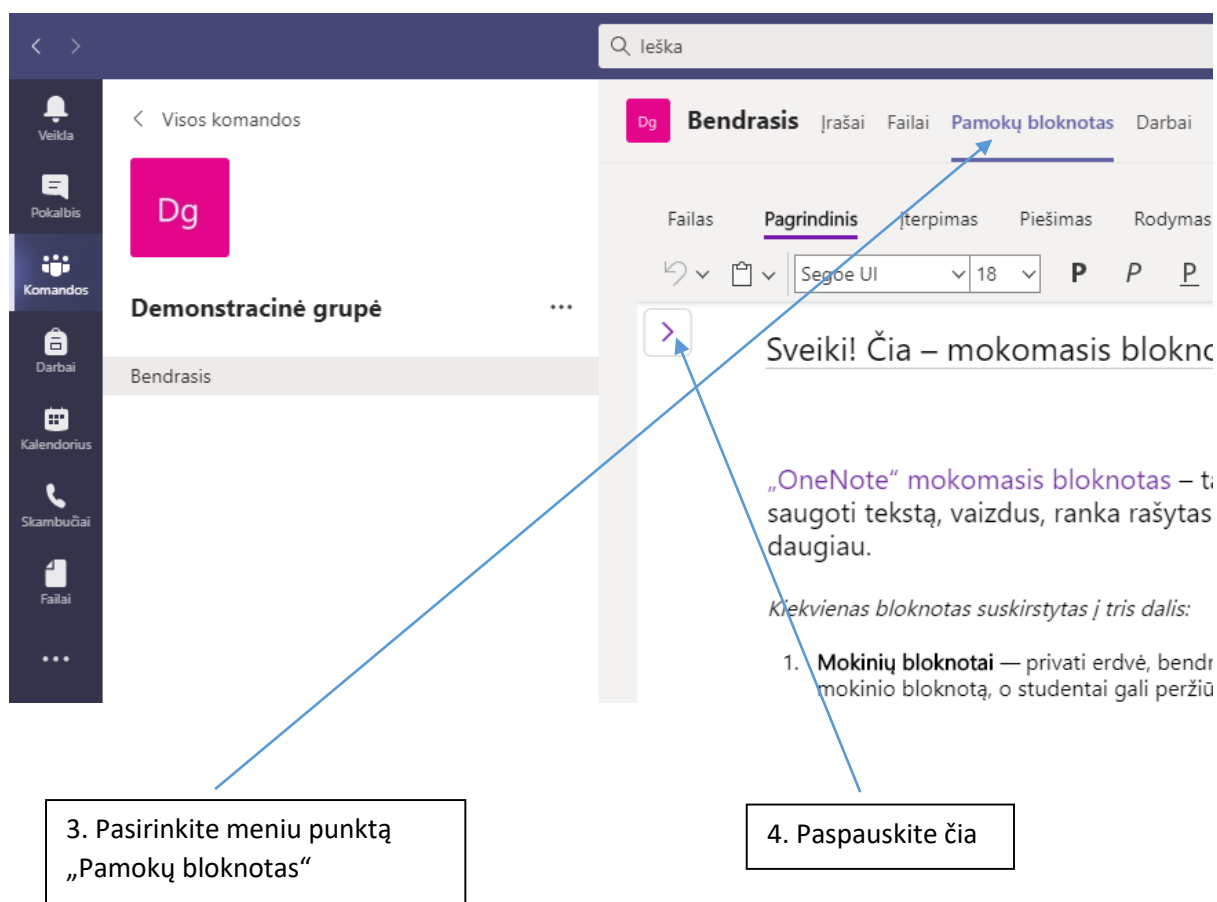 Ieška
Veikla
Pokalbis
Komandos
Darbai
Kalendorius
Skambučiai
Failai
Visos komandos
Dg
Demonstracinė grupė
Bendrasis
Dg Bendrasis Įrašai Failai Pamokų bloknotas Darbai
Failas Pagrindinis Įterpimas Piešimas Rodymas
Segoe UI 18 P P P
Sveiki! Čia – mokomasis blokno
„OneNote“ mokomasis bloknotas – ta
saugoti tekstą, vaizdus, ranka rašytas
daugiau.
Kiekvienas bloknotas suskirstytas į tris dalis:
1. Mokinių bloknotai — privati erdvė, bendr
mokinio bloknotą, o studentai gali peržiū
3. Pasirinkite meniu punktą
„Pamokų bloknotas“
4. Paspauskite čia